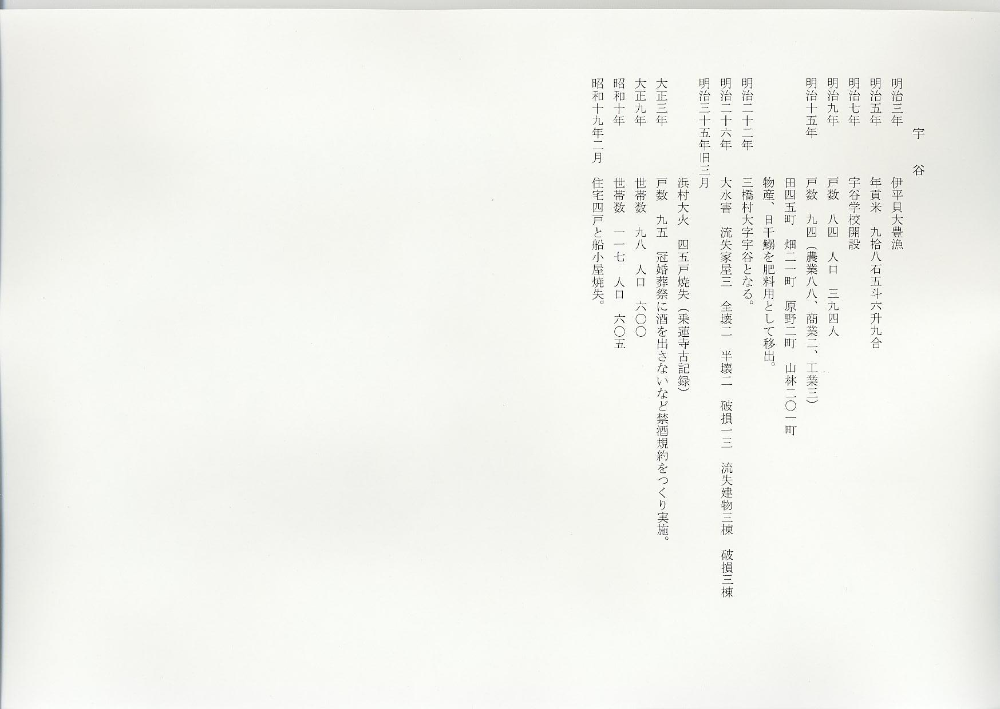 宇　谷
明治三年　伊平貝大豊漁
明治五年　年貢米　九拾八石五斗六升九合
明治七年　宇谷学校開設
明治九年　戸数　八四　人口　三九四人
明治十五年　戸数　九四（農業八八、商業二、工業三）
田四五町　畑二一町　原野二町　山林二〇一町
物産、日干鰯を肥料用として移出。
明治二十二年　三橋村大字宇谷となる。
明治二十六年　大水害　流失家屋三　全壊二　半壊二　破損一三　流失建物三棟　破損三棟
明治三十五年旧三月
浜村大火　四五戸焼失（乗蓮寺古記録）
大正三年　戸数　九五　冠婚葬祭に酒を出さないなど禁酒規約をつくり実施。
大正九年　世帯数　九八　人口　六〇〇
昭和十年　世帯数　一一七　人口　六〇五
昭和十九年二月　住宅四戸と船小屋焼失。